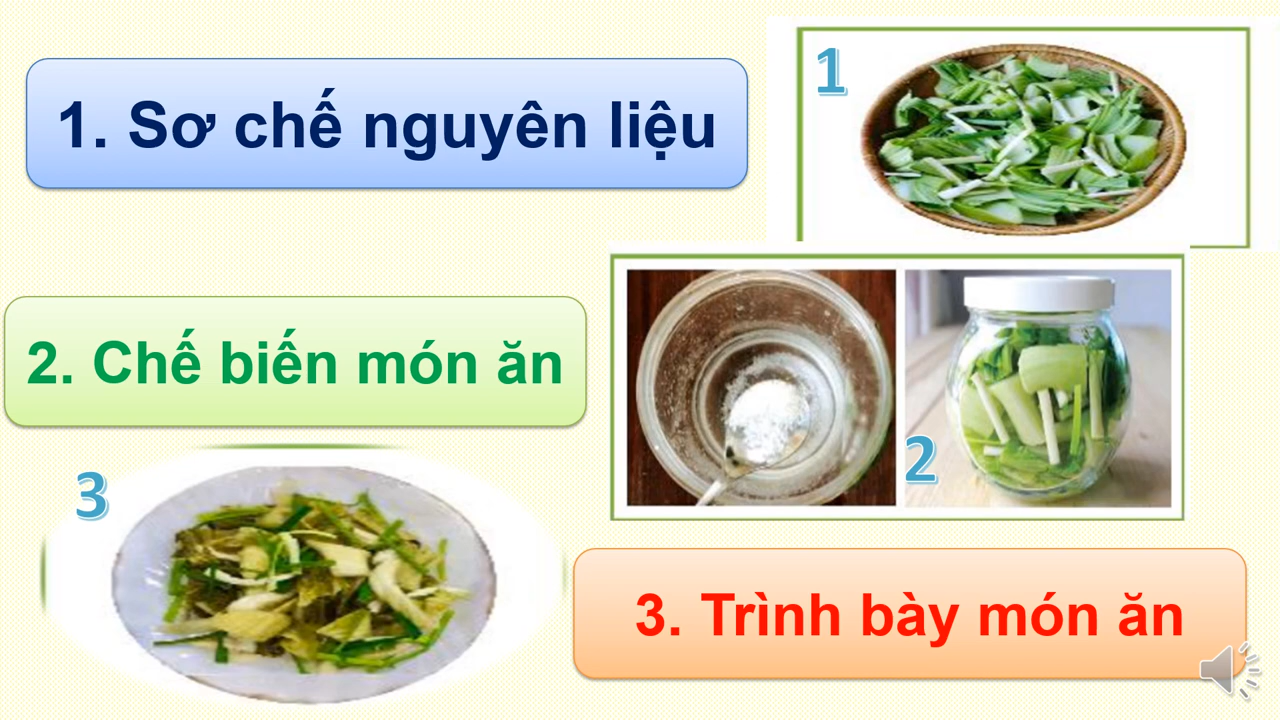 1. Sơ chế nguyên liệu
1
2. Chế biến món ăn
2
3
3. Trình bày món ăn